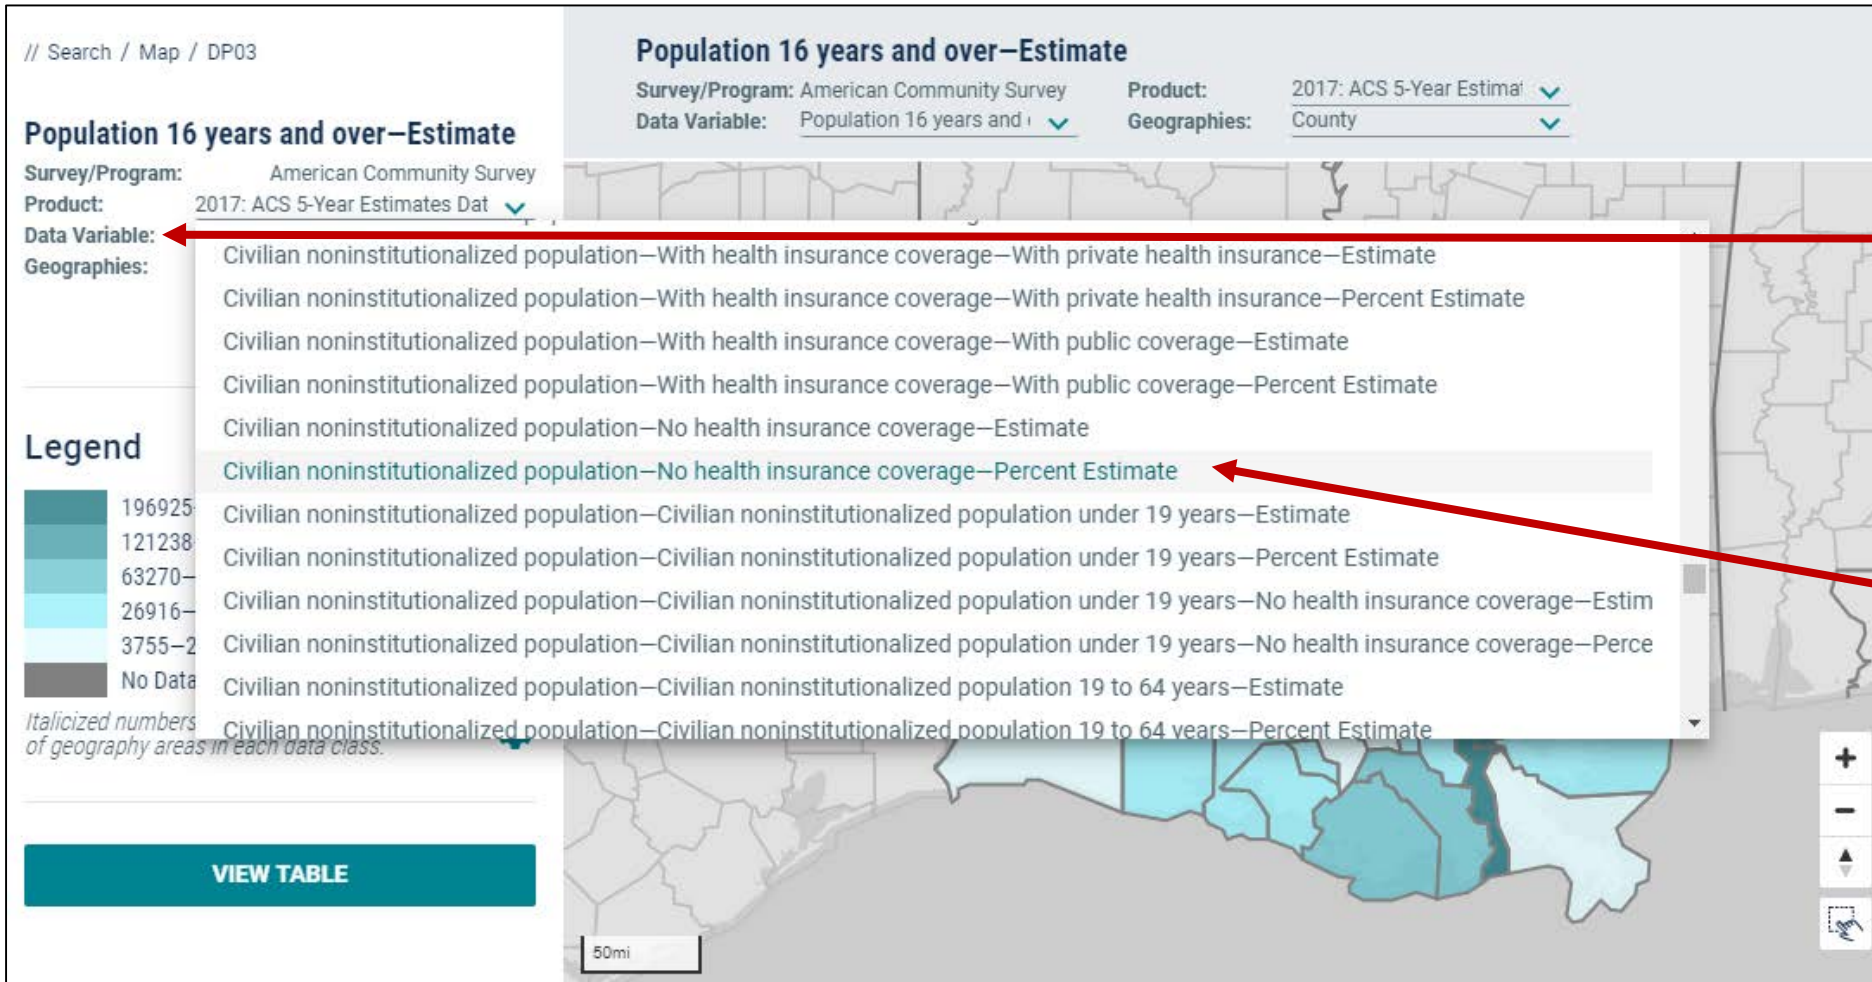 // Search / Map / DP03
Population 16 years and over—Estimate
Survey/Program: American Community Survey
Product: 2017: ACS 5-Year Estimates Dat
Data Variable:
Geographies:
Population 16 years and over—Estimate
Survey/Program: American Community Survey
Product: 2017: ACS 5-Year Estimat
Data Variable: Population 16 years and
Geographies: County
Civilian noninstitutionalized population—With health insurance coverage—With private health insurance—Estimate
Civilian noninstitutionalized population—With health insurance coverage—With private health insurance—Percent Estimate
Civilian noninstitutionalized population—With health insurance coverage—With public coverage—Estimate
Civilian noninstitutionalized population—With health insurance coverage—With public coverage—Percent Estimate
Civilian noninstitutionalized population—No health insurance coverage—Estimate
Civilian noninstitutionalized population—No health insurance coverage—Percent Estimate
Civilian noninstitutionalized population—Civilian noninstitutionalized population under 19 years—Estimate
Civilian noninstitutionalized population—Civilian noninstitutionalized population under 19 years—Percent Estimate
Civilian noninstitutionalized population—Civilian noninstitutionalized population under 19 years—No health insurance coverage—Estim
Civilian noninstitutionalized population—Civilian noninstitutionalized population under 19 years—No health insurance coverage—Perce
Civilian noninstitutionalized population—Civilian noninstitutionalized population 19 to 64 years—Estimate
Civilian noninstitutionalized population—Civilian noninstitutionalized population 19 to 64 years—Percent Estimate
Legend
196925
121238
63270—
26916—
3755—2
No Data
Italicized numbers
of geography areas in each data class.
VIEW TABLE
50mi